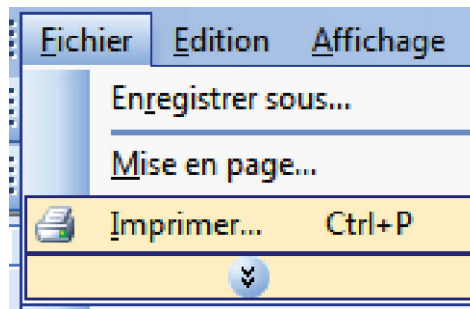 Fichier Edition Affichage
Enregistrer sous...
Mise en page...
Imprimer... Ctrl+P